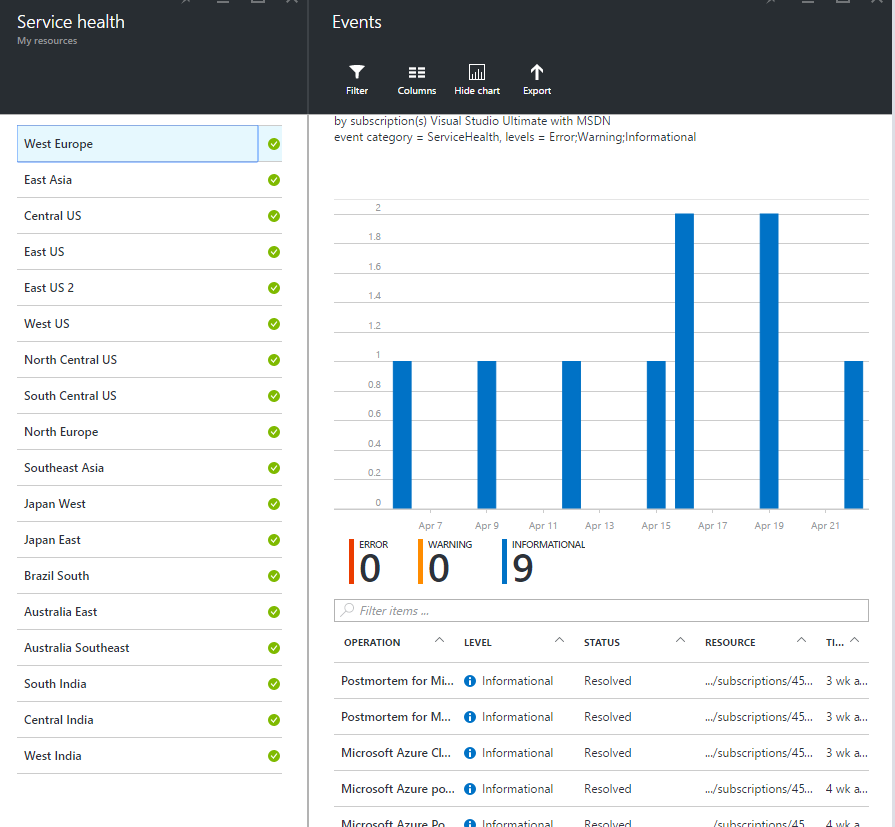 Service health
My resources
West Europe
East Asia
Central US
East US
East US 2
West US
North Central US
South Central US
North Europe
Southeast Asia
Japan West
Japan East
Brazil South
Australia East
Australia Southeast
South India
Central India
West India
Events
Filter Columns Hide chart Export
by subscription(s) Visual Studio Ultimate with MSDN
event category = ServiceHealth, levels = Error;Warning;Informational
2
1.8
1.6
1.4
1.2
1
0.8
0.6
0.4
0.2
0
Apr 7 Apr 9 Apr 11 Apr 13 Apr 15 Apr 17 Apr 19 Apr 21
ERROR WARNING INFORMATIONAL
0 0 9
Filter items ...
OPERATION LEVEL STATUS RESOURCE TI...
Postmortem for Mi... Informational Resolved .../subscriptions/45... 3 wk a...
Postmortem for M... Informational Resolved .../subscriptions/45... 3 wk a...
Microsoft Azure Cl... Informational Resolved .../subscriptions/45... 3 wk a...
Microsoft Azure po... Informational Resolved .../subscriptions/45... 4 wk a...
Microsoft Azure Po... Informational Resolved .../subscriptions/45... 4 wk a...